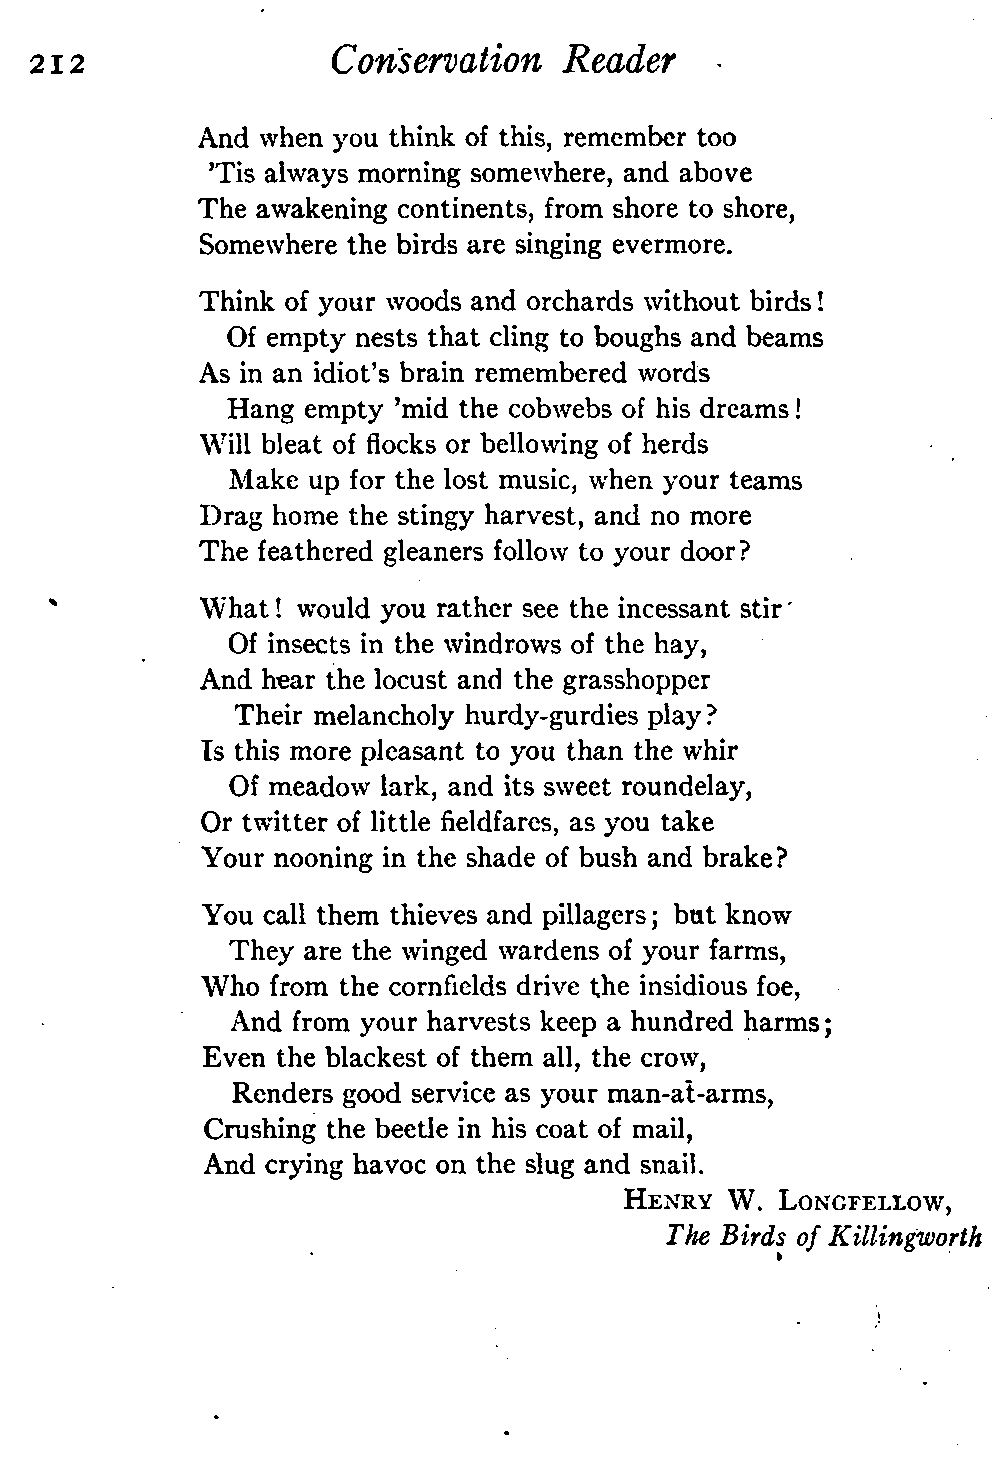 212 Conservation Reader
And when you think of this, remember too
'Tis always morning somewhere, and above
The awakening continents, from shore to shore,
Somewhere the birds are singing evermore.
Think of your woods and orchards without birds!
Of empty nests that cling to boughs and beams
As in an idiot's brain remembered words
Hang empty 'mid the cobwebs of his dreams!
Will bleat of flocks or bellowing of herds
Make up for the lost music, when your teams
Drag home the stingy harvest, and no more
The feathered gleaners follow to your door?
What! would you rather see the incessant stir
Of insects in the windrows of the hay,
And hear the locust and the grasshopper
Their melancholy hurdy-gurdies play?
Is this more pleasant to you than the whir
Of meadow lark, and its sweet roundelay,
Or twitter of little fieldfares, as you take
Your nooning in the shade of bush and brake?
You call them thieves and pillagers; but know
They are the winged wardens of your farms,
Who from the cornfields drive the insidious foe,
And from your harvests keep a hundred harms;
Even the blackest of them all, the crow,
Renders good service as your man-at-arms,
Crushing the beetle in his coat of mail,
And crying havoc on the slug and snail.
HENRY W. LONGFELLOW,
The Birds of Killingworth